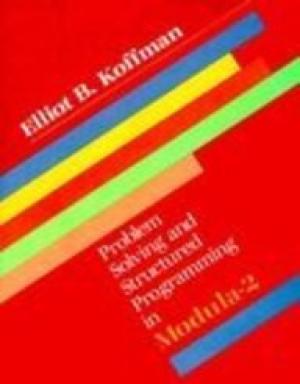 Elliot B. Koffman
Problem
Solving and
Structured
Programming
in
Modula-2